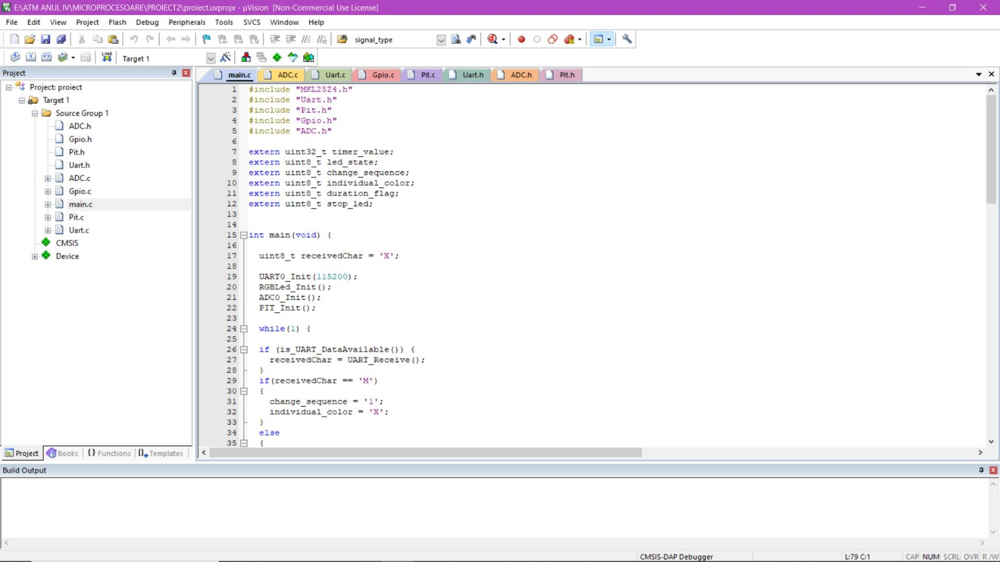 E:\ATM ANUL IV\MICROPROCESOARE\PROIECT2\proiect.uvprojx - µVision [Non-Commercial Use License]
File Edit View Project Flash Debug Peripherals Tools SVCS Window Help
signal_type
LOAD Target 1
Project
main.c ADC.c Uart.c Gpio.c Pit.c Uart.h ADC.h Pit.h
Project: proiect
Target 1
Source Group 1
ADC.h
Gpio.h
Pit.h
Uart.h
ADC.c
Gpio.c
main.c
Pit.c
Uart.c
CMSIS
Device
Project Books {} Functions Templates
1 #include "MKL25Z4.h"
2 #include "Uart.h"
3 #include "Pit.h"
4 #include "Gpio.h"
5 #include "ADC.h"
6
7 extern uint32_t timer_value;
8 extern uint8_t led_state;
9 extern uint8_t change_sequence;
10 extern uint8_t individual_color;
11 extern uint8_t duration_flag;
12 extern uint8_t stop_led;
13
14
15 int main(void) {
16
17 uint8_t receivedChar = 'X';
18
19 UART0_Init(115200);
20 RGBLed_Init();
21 ADC0_Init();
22 PIT_Init();
23
24 while(1) {
25
26 if (is_UART_DataAvailable()) {
27 receivedChar = UART_Receive();
28 }
29 if(receivedChar == 'M')
30 {
31 change_sequence = '1';
32 individual_color = 'X';
33 }
34 else
35 {
Build Output
CMSIS-DAP Debugger L:79 C:1 CAP NUM SCRL OVR R/W